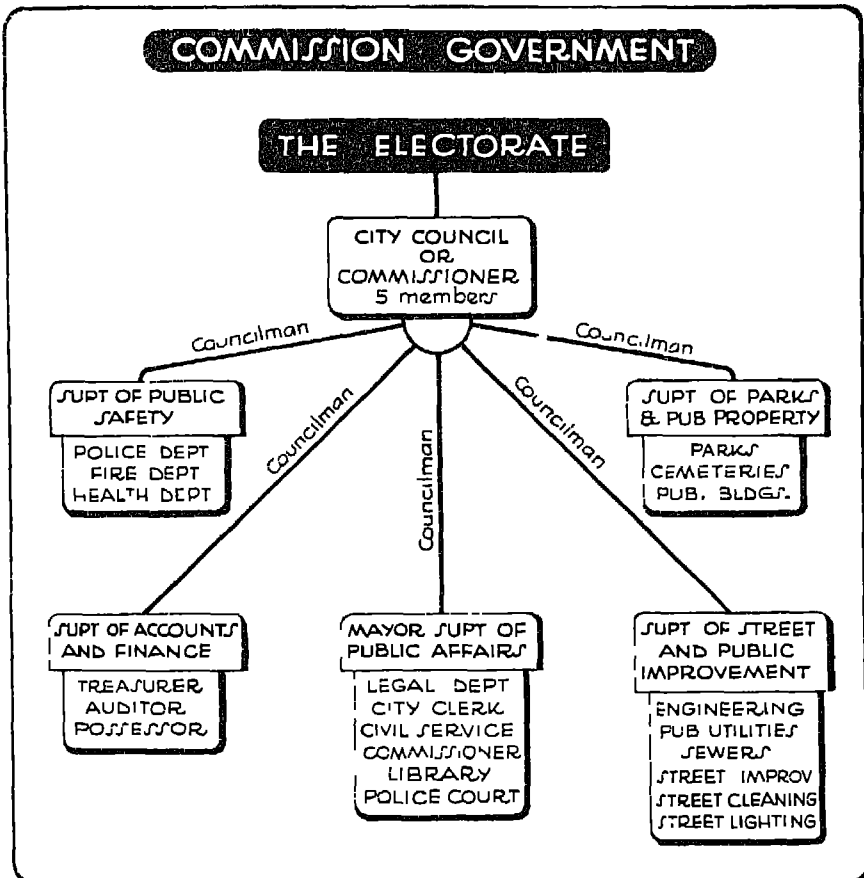 COMMISSION GOVERNMENT
THE ELECTORATE
CITY COUNCIL
OR
COMMISSIONER
5 members
Councilman
Councilman
Councilman
Councilman
Councilman
SUPT OF PUBLIC
SAFETY
POLICE DEPT
FIRE DEPT
HEALTH DEPT
SUPT OF PARKS
& PUB PROPERTY
PARKS
CEMETERIES
PUB. BLDGS.
SUPT OF ACCOUNTS
AND FINANCE
TREASURER
AUDITOR
POSSESSOR
MAYOR SUPT OF
PUBLIC AFFAIRS
LEGAL DEPT
CITY CLERK
CIVIL SERVICE
COMMISSIONER
LIBRARY
POLICE COURT
SUPT OF STREET
AND PUBLIC
IMPROVEMENT
ENGINEERING
PUB UTILITIES
SEWERS
STREET IMPROV
STREET CLEANING
STREET LIGHTING